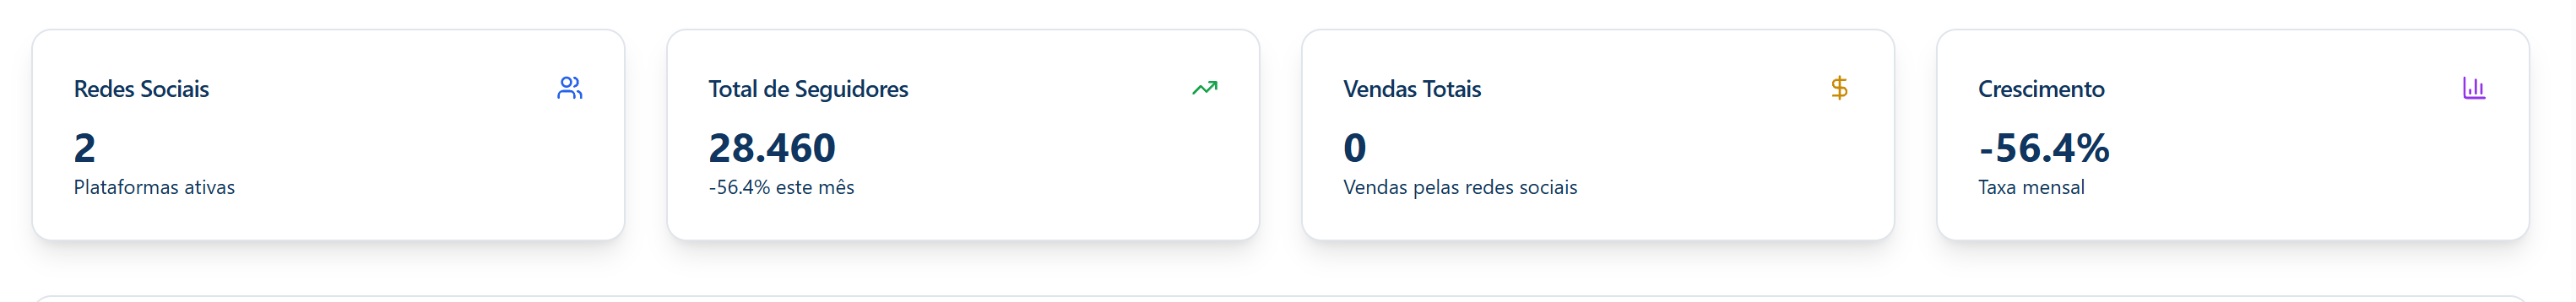 Redes Sociais
2
Plataformas ativas
Total de Seguidores
28.460
-56.4% este mês
Vendas Totais
0
Vendas pelas redes sociais
Crescimento
-56.4%
Taxa mensal